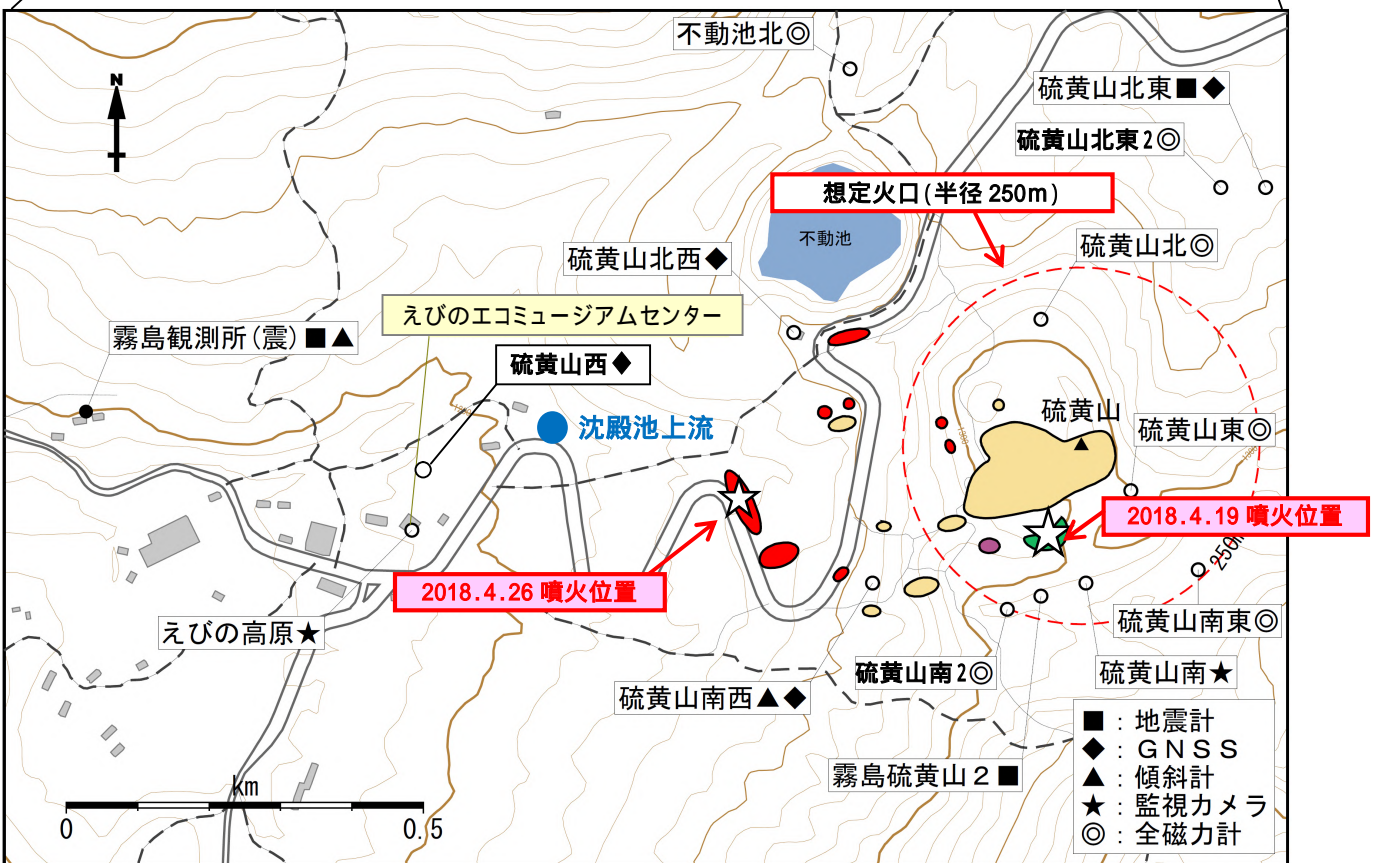 不動池北◎
N
硫黄山北東■◆
硫黄山北東2◎
想定火口(半径 250m)
不動池
硫黄山北◎
硫黄山北西◆
えびのエコミュージアムセンター
霧島観測所(震)■▲
硫黄山西◆
沈殿池上流
硫黄山
硫黄山東◎
1300
1300
1300
2018.4.19 噴火位置
250m
2018.4.26 噴火位置
えびの高原★
硫黄山南東◎
硫黄山南2◎
硫黄山南★
硫黄山南西▲◆
霧島硫黄山2■
■:地震計
◆:GNSS
▲:傾斜計
★:監視カメラ
◎:全磁力計
km
0
0.5